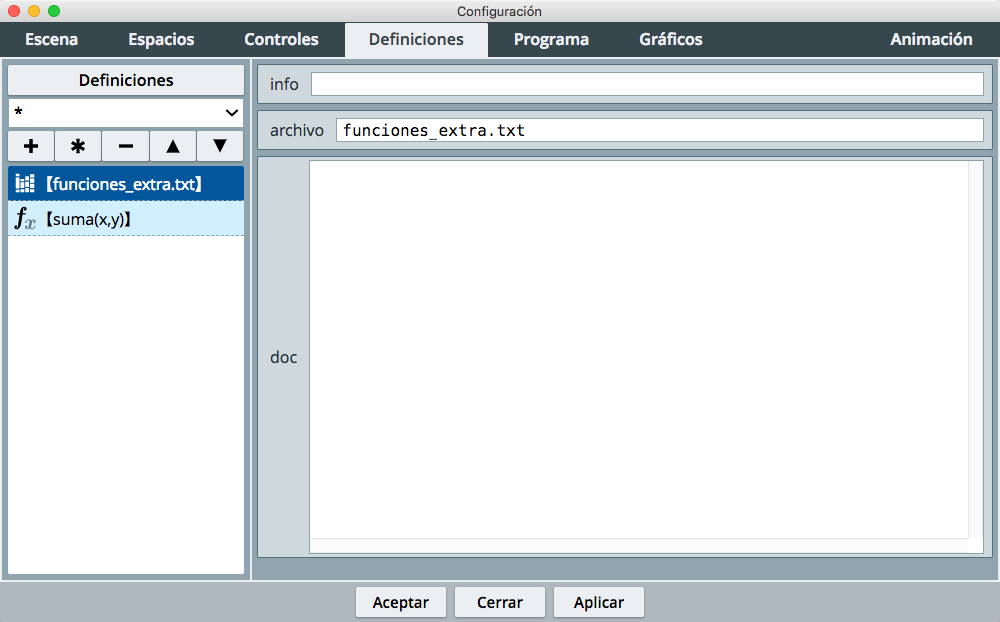 Configuración
Escena Espacios Controles Definiciones Programa Gráficos Animación
Definiciones
*
+ * − ▲ ▼
【funciones_extra.txt】
fx 【suma(x,y)】
info
archivo funciones_extra.txt
doc
Aceptar Cerrar Aplicar